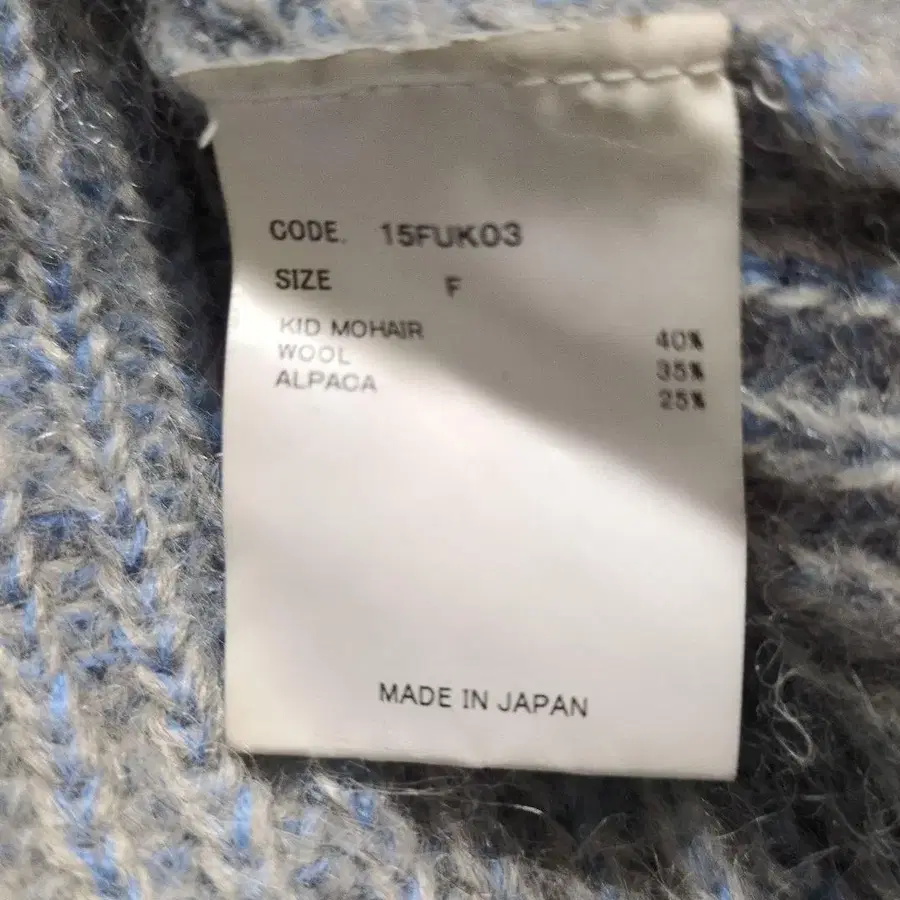 CODE. 15FUK03
SIZE F
KID MOHAIR 40%
WOOL 35%
ALPACA 25%
MADE IN JAPAN